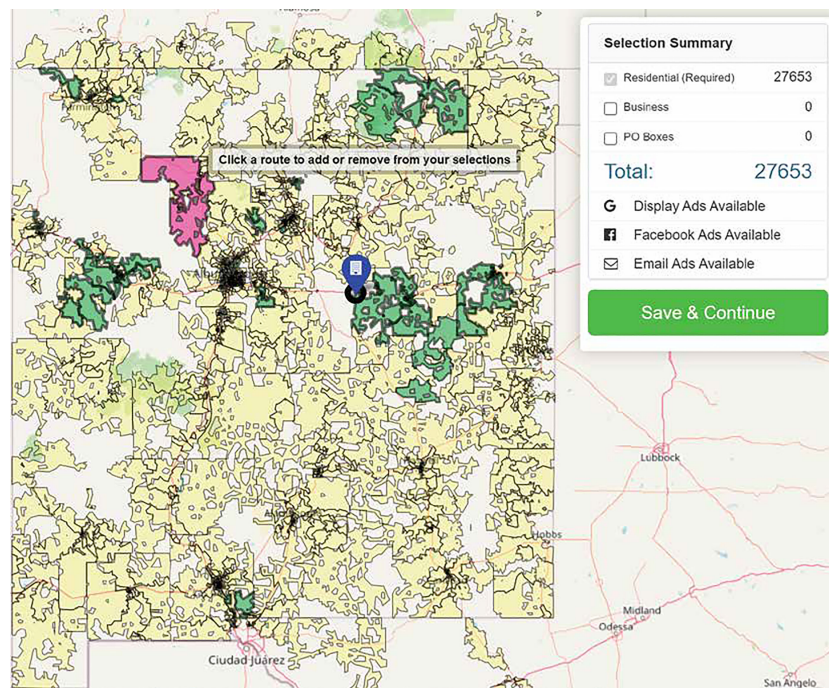 Selection Summary
Residential (Required) 27653
Business 0
PO Boxes 0
Total: 27653
Display Ads Available
Facebook Ads Available
Email Ads Available
Save & Continue
Click a route to add or remove from your selections
Lubbock
Hobbs
Midland
Odessa
Ciudad Juárez
San Angelo